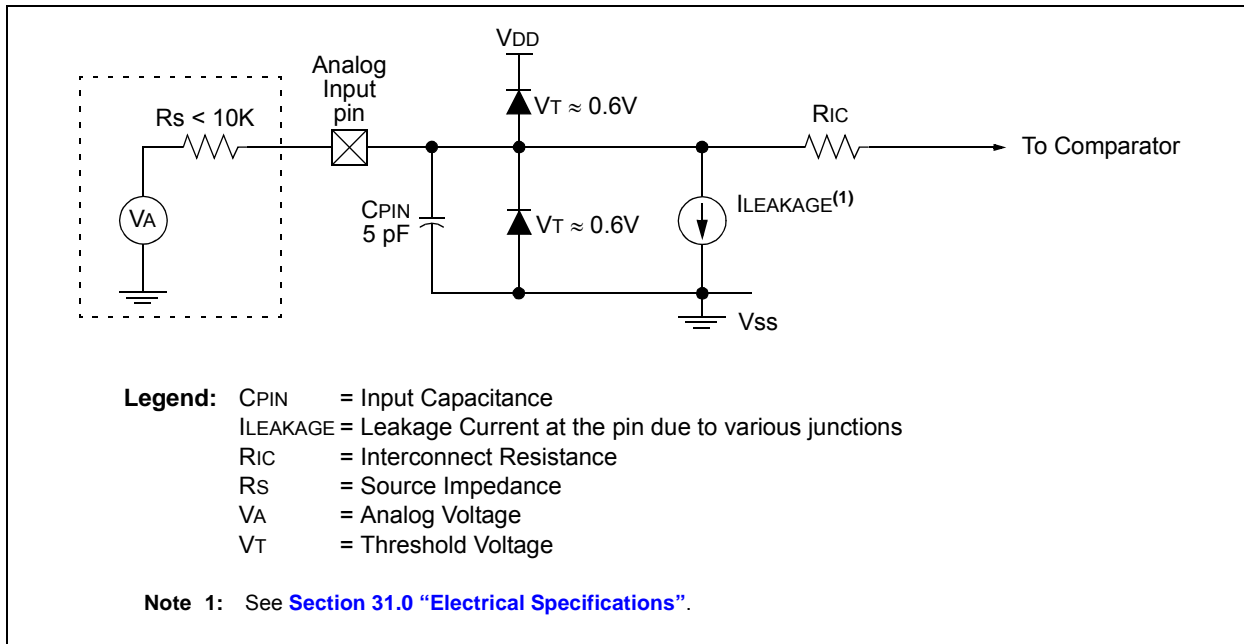 VDD
Analog
Input
pin
Rs < 10K
VT ≈ 0.6V
RIC
To Comparator
VA
CPIN
5 pF
VT ≈ 0.6V
ILEAKAGE(1)
Vss
Legend: CPIN = Input Capacitance
ILEAKAGE = Leakage Current at the pin due to various junctions
RIC = Interconnect Resistance
RS = Source Impedance
VA = Analog Voltage
VT = Threshold Voltage
Note 1: See Section 31.0 “Electrical Specifications”.